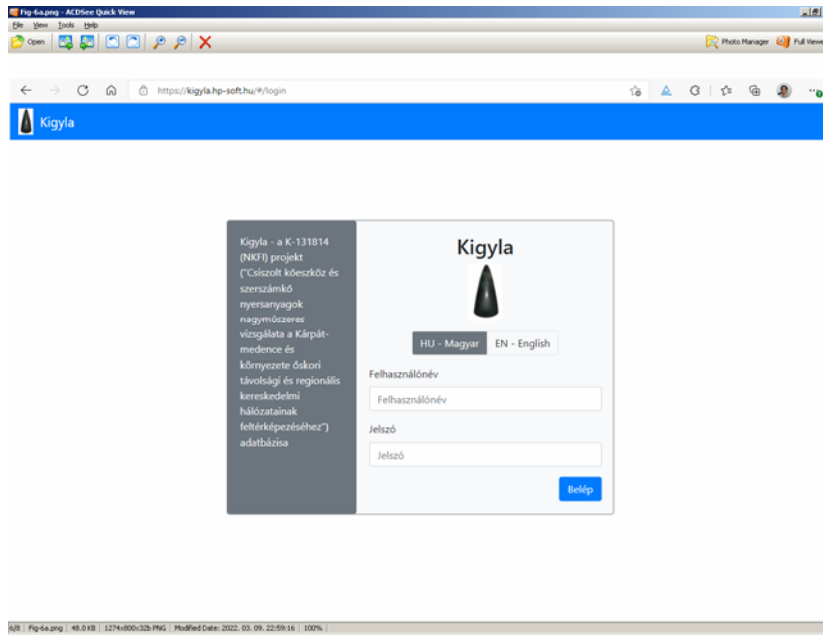 Fig-6a.png - ACDSee Quick View
File View Tools Help
Open Photo Manager Full Viewe
https://kigyla.hp-soft.hu/#/login
Kigyla
Kigyla - a K-131814
(NKFI) projekt
("Csiszolt kőeszköz és
szerszámkő
nyersanyagok
nagyműszeres
vizsgálata a Kárpát-
medence és
környezete őskori
távolsági és regionális
kereskedelmi
hálózatainak
feltérképezéséhez")
adatbázisa
Kigyla
HU - Magyar EN - English
Felhasználónév
Felhasználónév
Jelszó
Jelszó
Belép
6/8 Fig-6a.png 48.0 KB 1274x800x32b PNG Modified Date: 2022. 03. 09. 22:59:16 100%